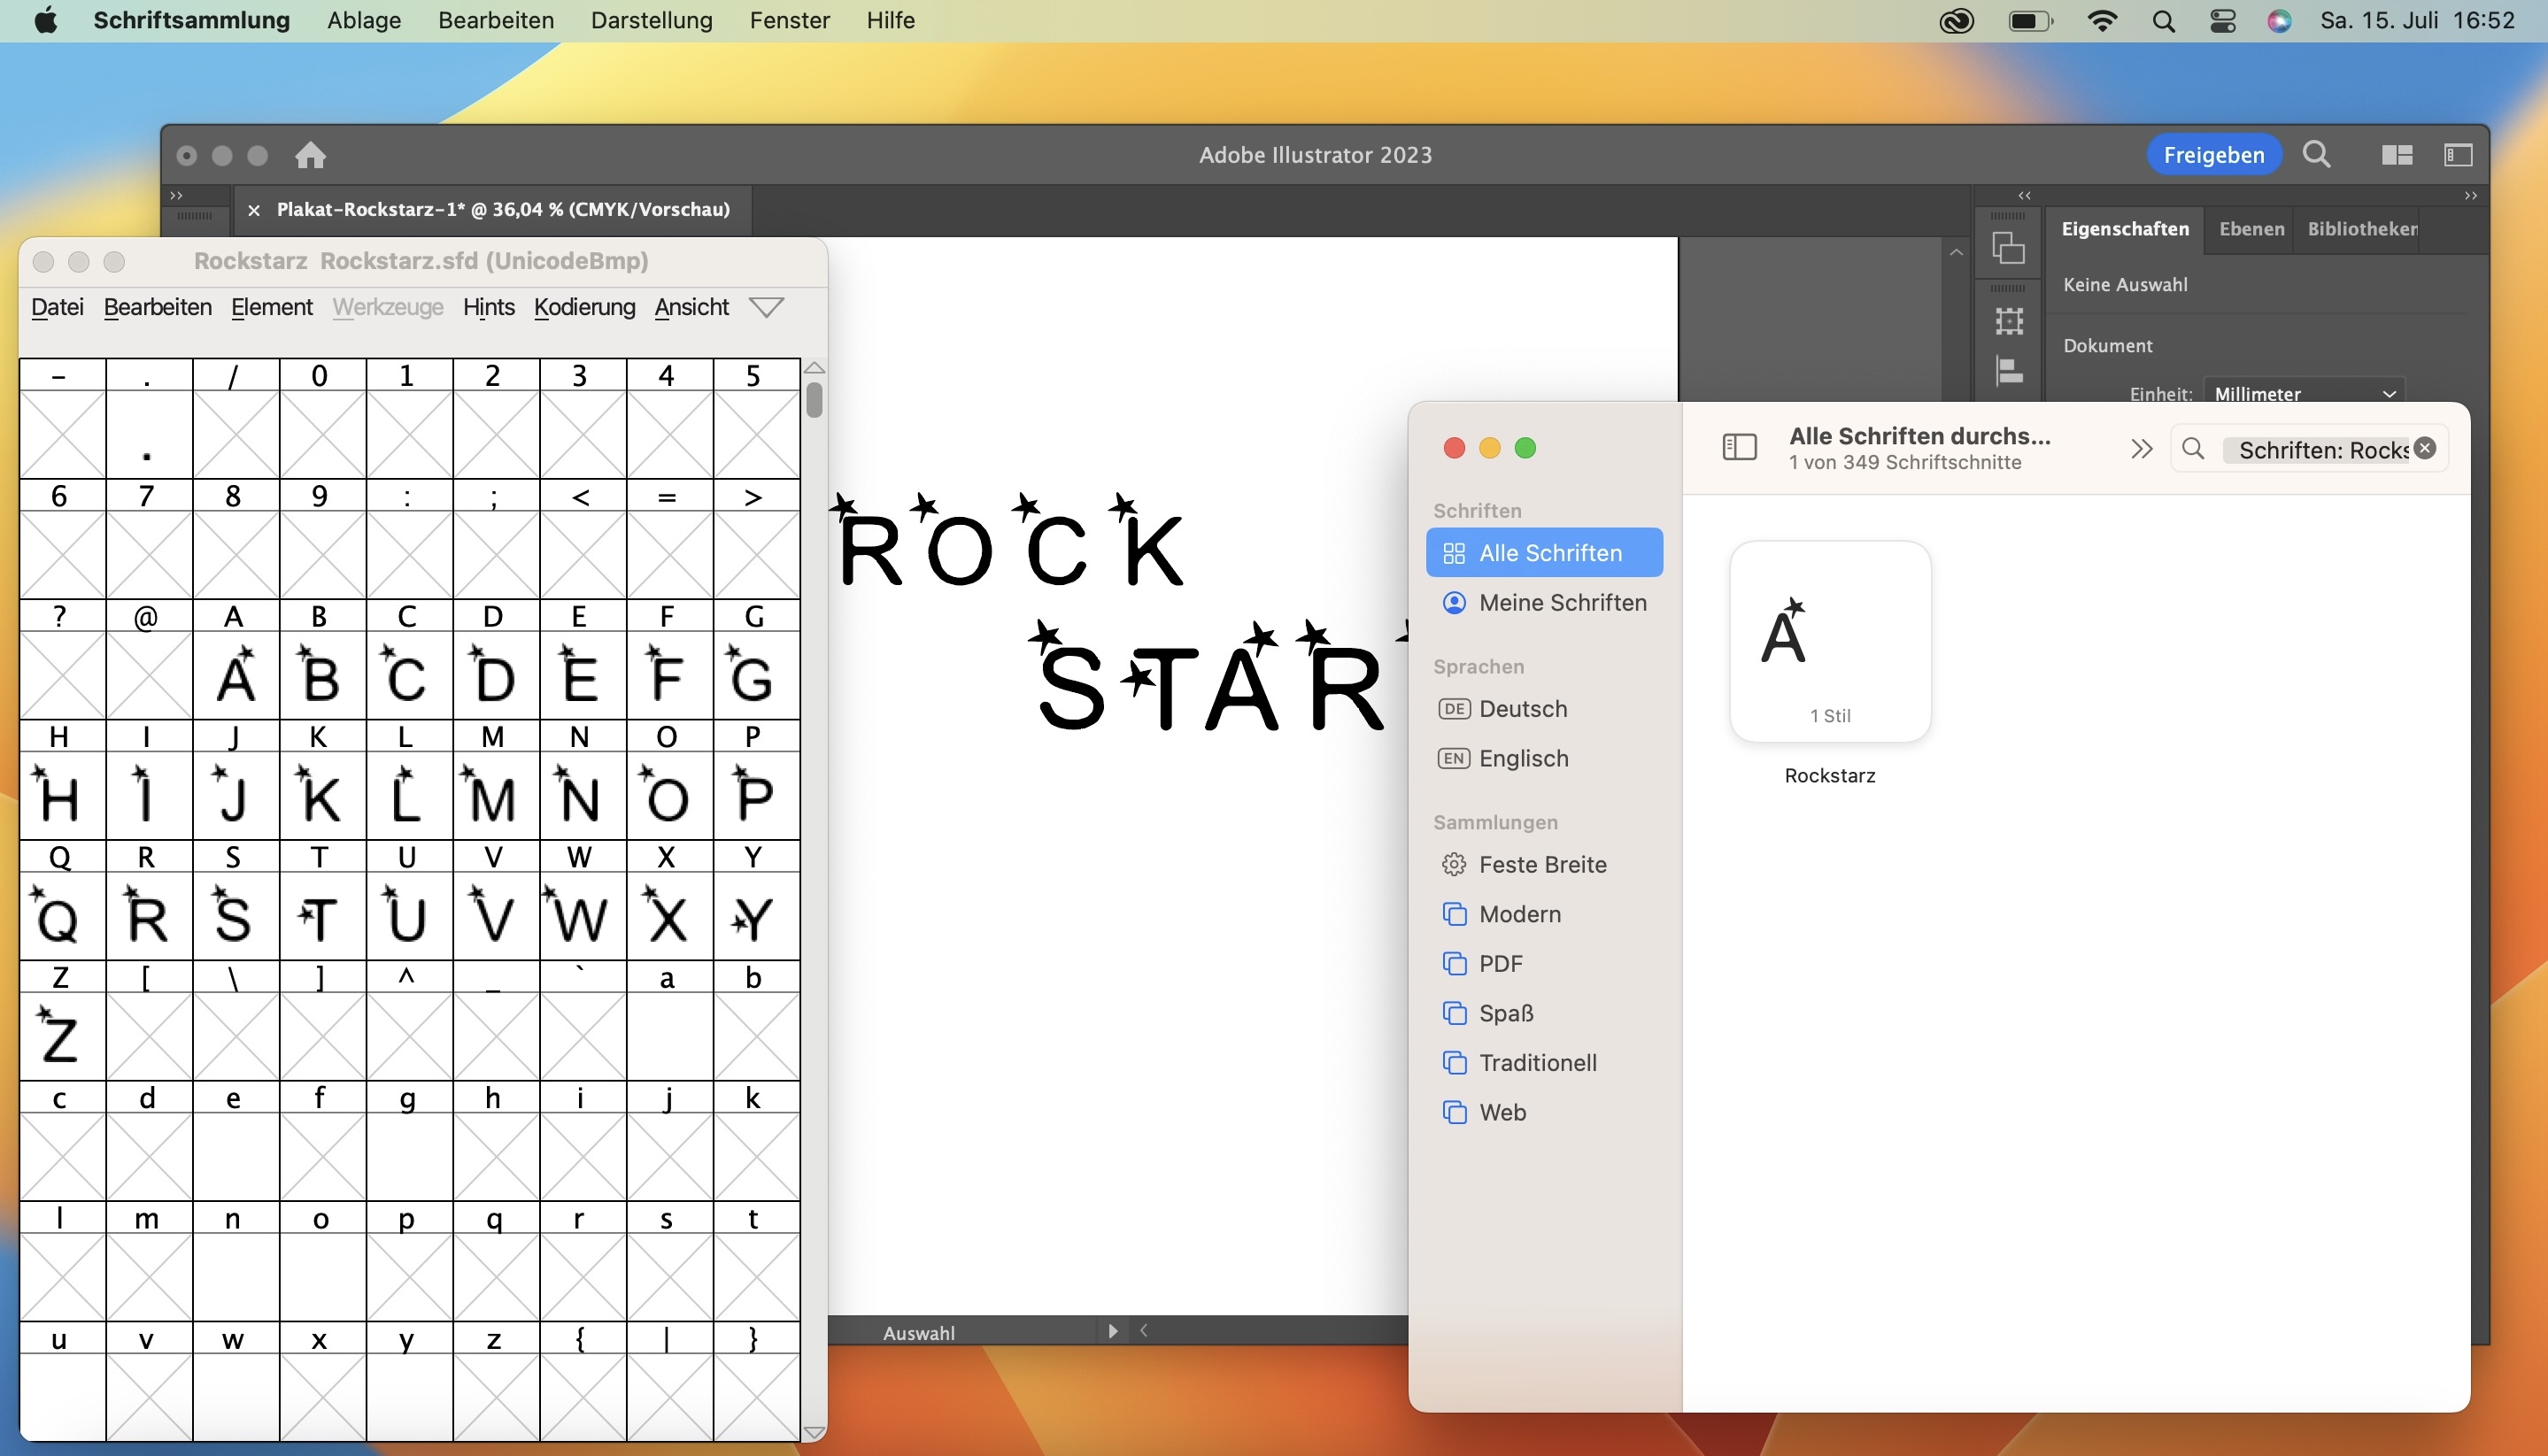 Schriftsammlung Ablage Bearbeiten Darstellung Fenster Hilfe Sa. 15. Juli 16:52
Adobe Illustrator 2023 Freigeben
× Plakat-Rockstarz-1* @ 36,04 % (CMYK/Vorschau)
Eigenschaften Ebenen Bibliotheken
Keine Auswahl
Dokument
Einheit: Millimeter
Rockstarz Rockstarz.sfd (UnicodeBmp)
Datei Bearbeiten Element Werkzeuge Hints Kodierung Ansicht
- . / 0 1 2 3 4 5
.
6 7 8 9 : ; < = >
? @ A B C D E F G
A B C D E F G
H I J K L M N O P
H I J K L M N O P
Q R S T U V W X Y
Q R S T U V W X Y
Z [ \ ] ^ _ ` a b
Z
c d e f g h i j k
l m n o p q r s t
u v w x y z { | }
ROCK
STAR
Auswahl
Alle Schriften durchs...
1 von 349 Schriftschnitte
Schriften: Rocks
Schriften
Alle Schriften
Meine Schriften
Sprachen
DE Deutsch
EN Englisch
Sammlungen
Feste Breite
Modern
PDF
Spaß
Traditionell
Web
A
1 Stil
Rockstarz